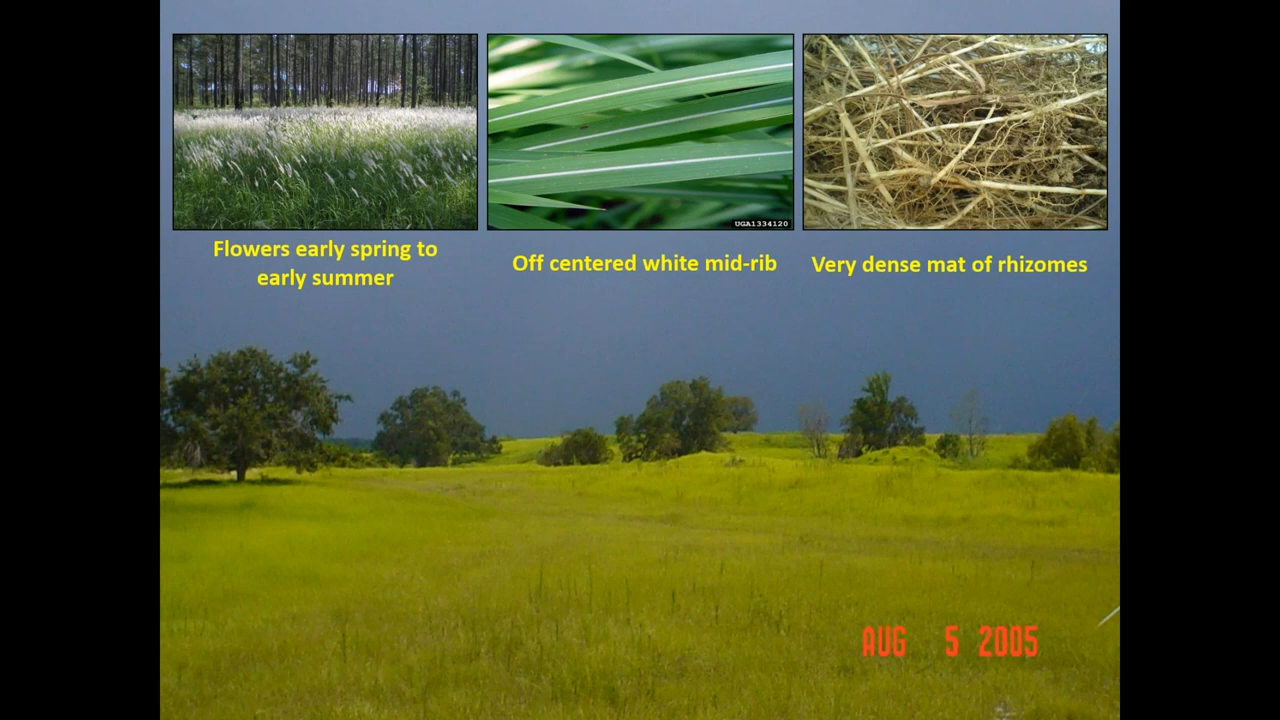 UGA1334120
Flowers early spring to
early summer
Off centered white mid-rib
Very dense mat of rhizomes
AUG 5 2005